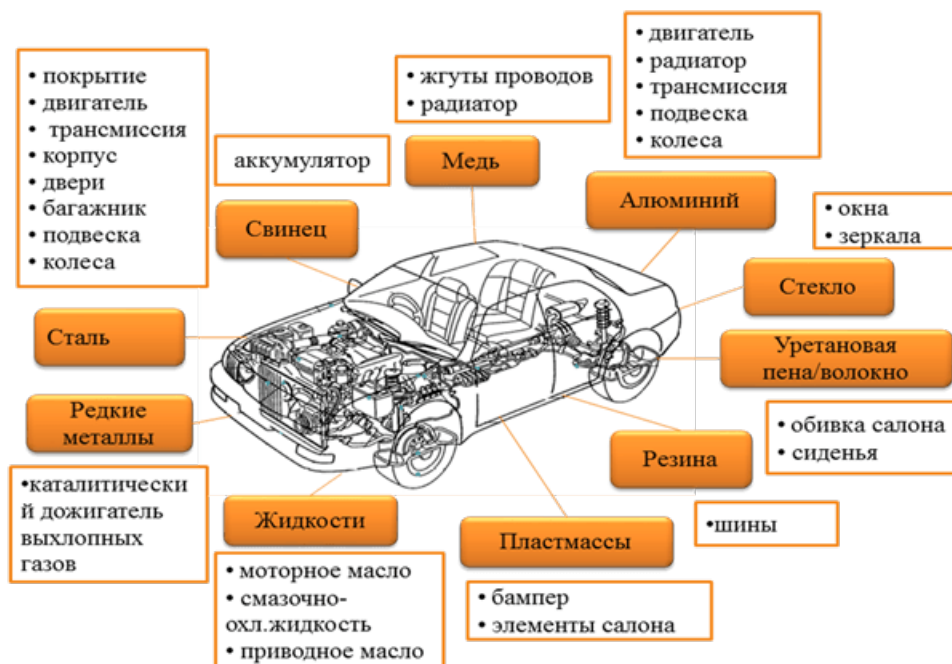 • покрытие
• двигатель
• трансмиссия
• корпус
• двери
• багажник
• подвеска
• колеса
аккумулятор
• жгуты проводов
• радиатор
• двигатель
• радиатор
• трансмиссия
• подвеска
• колеса
Медь
Свинец
Алюминий
• окна
• зеркала
Стекло
Сталь
Уретановая
пена/волокно
Редкие
металлы
• обивка салона
• сиденья
Резина
•каталитически
й дожигатель
выхлопных
газов
Жидкости
Пластмассы
•шины
• моторное масло
• смазочно-
охл.жидкость
• приводное масло
• бампер
• элементы салона